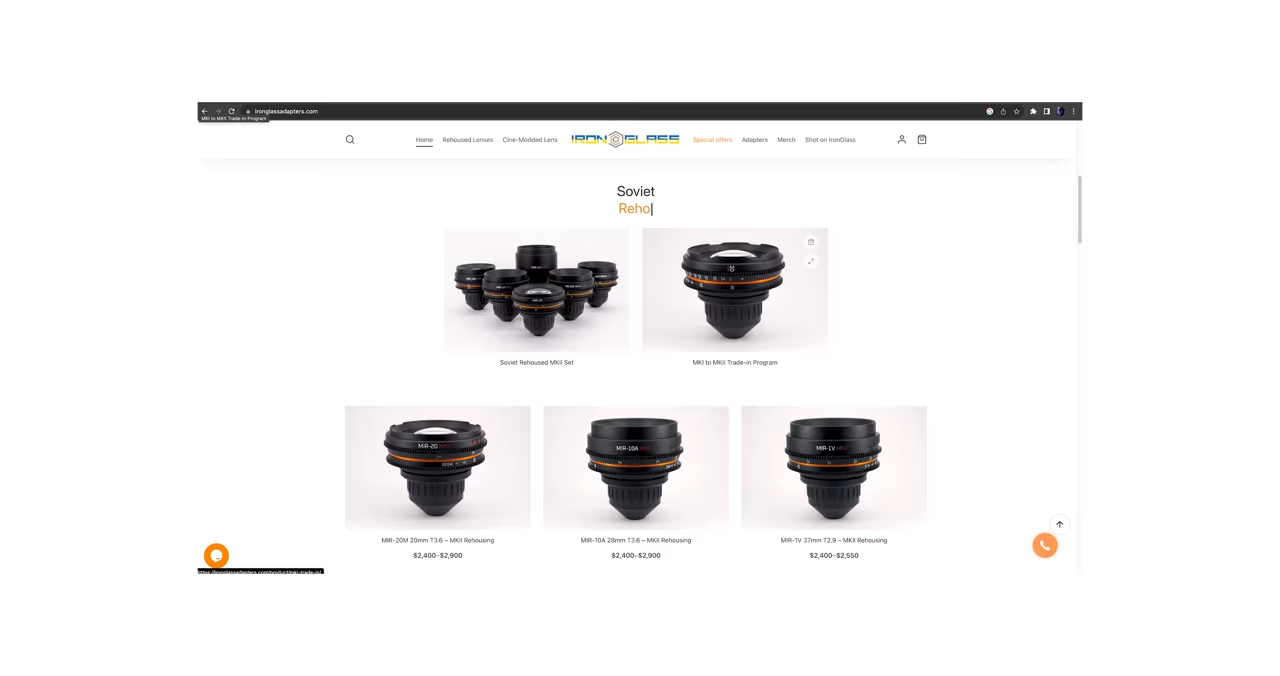 ironglassadapters.com
MKI to MKII Trade-in Program
Home
Rehoused Lenses
Cine-Modded Lens
IRON GLASS
Special offers
Adapters
Merch
Shot on IronGlass
Soviet
Reho
Soviet Rehoused MKII Set
MKI to MKII Trade-in Program
MIR-20
MIR-10A
MIR-1V
MIR-20M 20mm T3.6 – MKII Rehousing
MIR-10A 28mm T3.6 – MKII Rehousing
MIR-1V 37mm T2.9 – MKII Rehousing
$2,400–$2,900
$2,400–$2,900
$2,400–$2,550